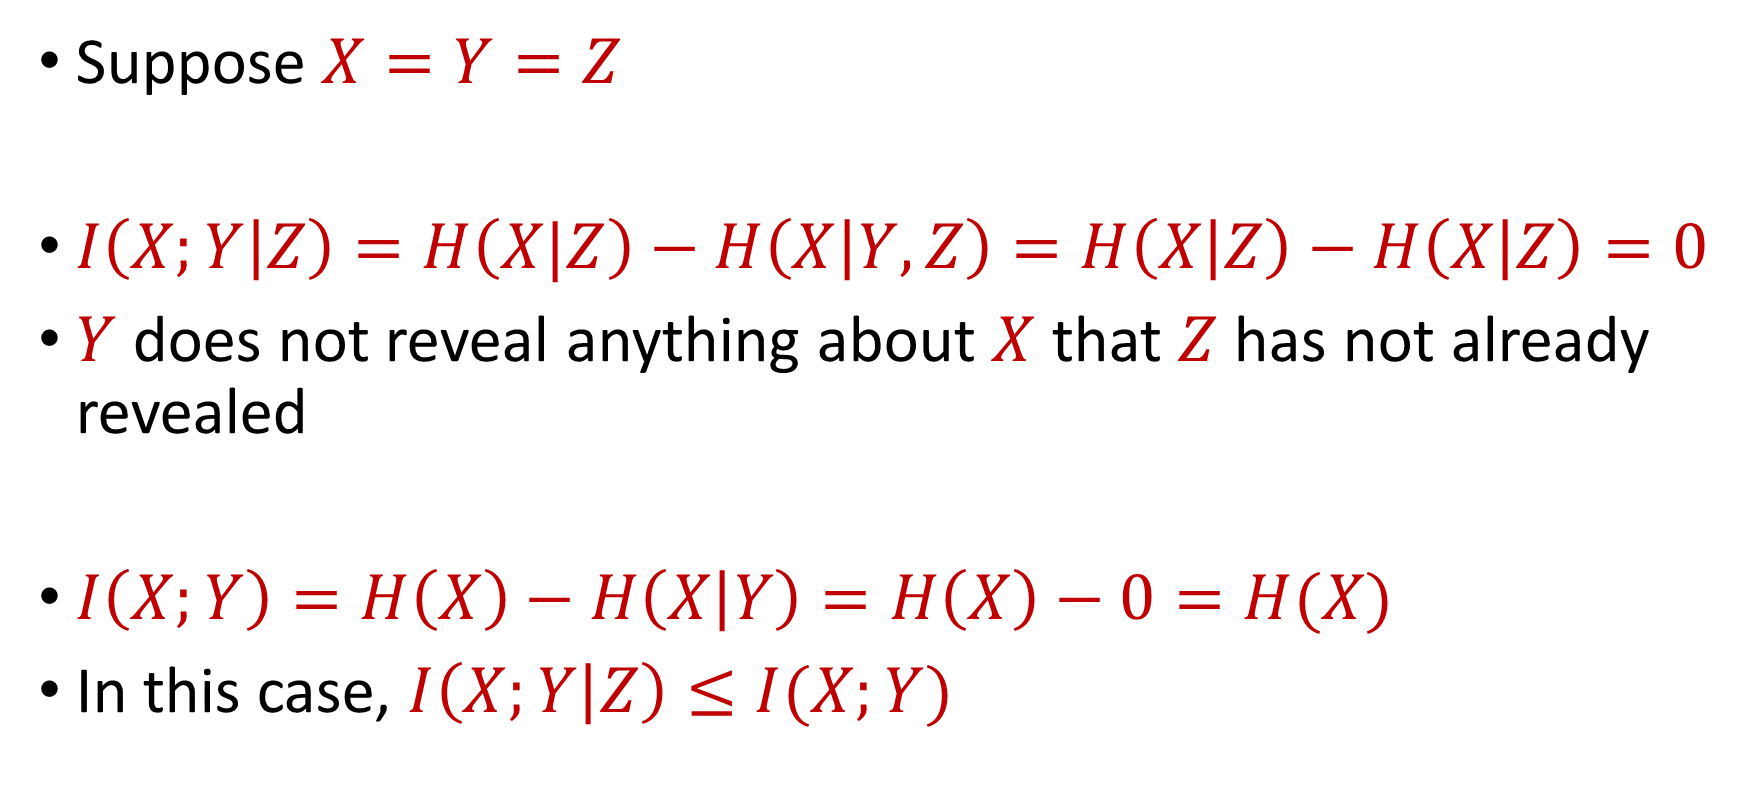 • Suppose X = Y = Z
• I(X; Y|Z) = H(X|Z) − H(X|Y, Z) = H(X|Z) − H(X|Z) = 0
• Y does not reveal anything about X that Z has not already
revealed
• I(X; Y) = H(X) − H(X|Y) = H(X) − 0 = H(X)
• In this case, I(X; Y|Z) ≤ I(X; Y)